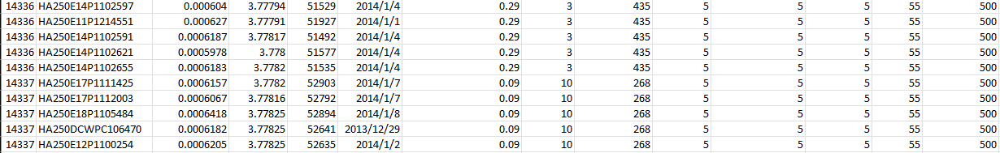 14336 HA250E14P1102597 0.000604 3.77794 51529 2014/1/4 0.29 3 435 5 5 5 55 500
14336 HA250E11P1214551 0.000627 3.77791 51927 2014/1/1 0.29 3 435 5 5 5 55 500
14336 HA250E14P1102591 0.0006187 3.77817 51492 2014/1/4 0.29 3 435 5 5 5 55 500
14336 HA250E14P1102621 0.0005978 3.778 51577 2014/1/4 0.29 3 435 5 5 5 55 500
14336 HA250E14P1102655 0.0006183 3.7782 51535 2014/1/4 0.29 3 435 5 5 5 55 500
14337 HA250E17P1111425 0.0006157 3.7782 52903 2014/1/7 0.09 10 268 5 5 5 55 500
14337 HA250E17P1112003 0.0006067 3.77816 52792 2014/1/7 0.09 10 268 5 5 5 55 500
14337 HA250E18P1105484 0.0006418 3.77825 52894 2014/1/8 0.09 10 268 5 5 5 55 500
14337 HA250DCWPC106470 0.0006182 3.77825 52641 2013/12/29 0.09 10 268 5 5 5 55 500
14337 HA250E12P1100254 0.0006205 3.77825 52635 2014/1/2 0.09 10 268 5 5 5 55 500